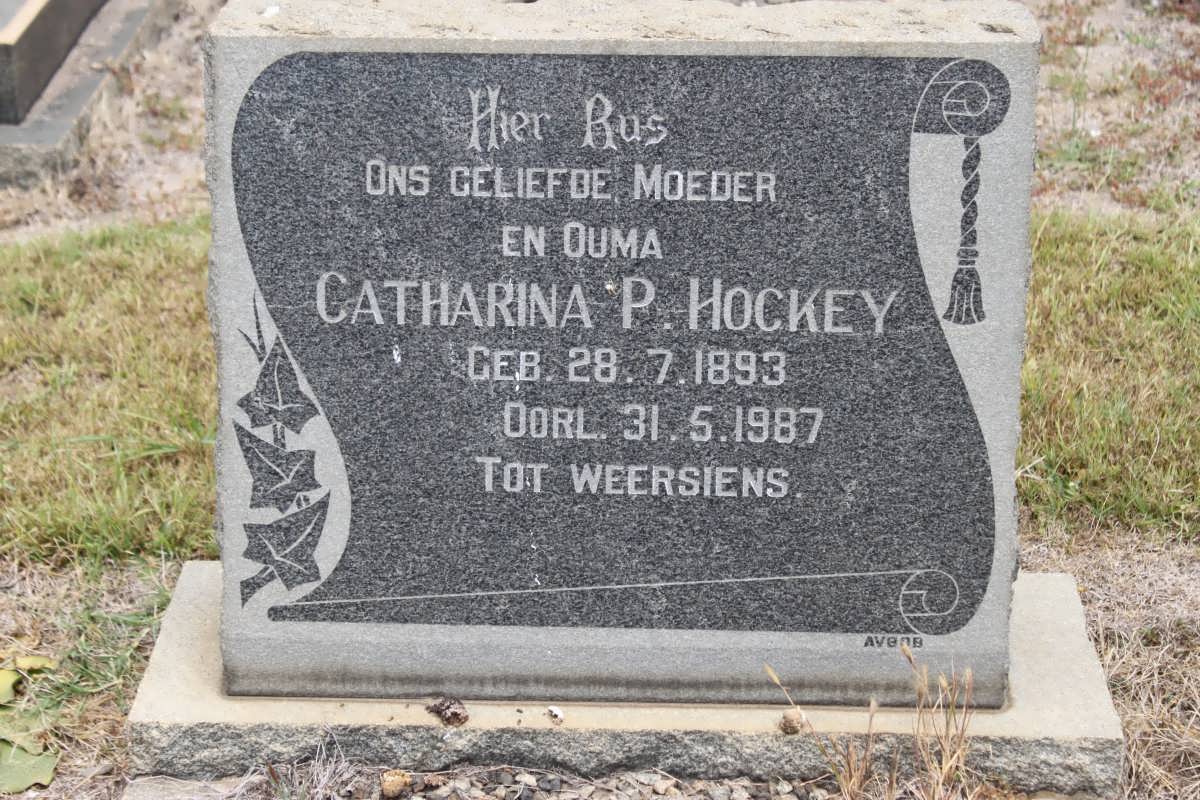 Hier Rus
Ons geliefde Moeder
en Ouma
Catharina P. Hockey
Geb. 28.7.1893
Oorl. 31.5.1987
Tot weersiens.
AVBOB